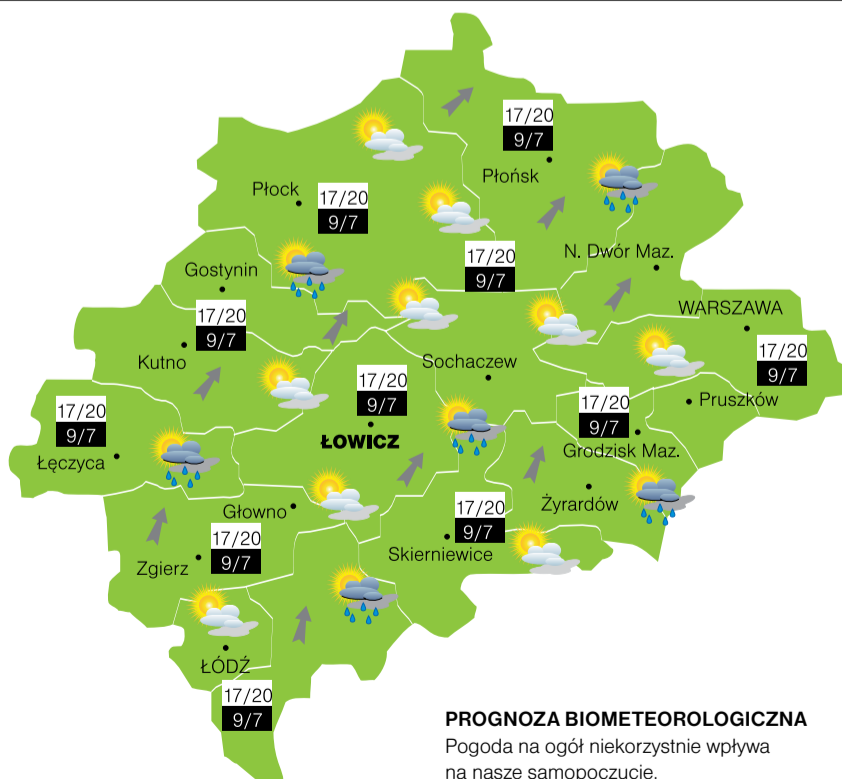 17/20
9/7
Płońsk
Płock
17/20
9/7
N. Dwór Maz.
17/20
9/7
Gostynin
17/20
9/7
Kutno
WARSZAWA
17/20
9/7
Sochaczew
17/20
9/7
ŁOWICZ
Pruszków
17/20
9/7
Grodzisk Maz.
17/20
9/7
Łęczyca
Żyrardów
Głowno
17/20
9/7
Skierniewice
17/20
9/7
Zgierz
ŁÓDŹ
17/20
9/7
PROGNOZA BIOMETEOROLOGICZNA
Pogoda na ogół niekorzystnie wpływa
na nasze samopoczucie.